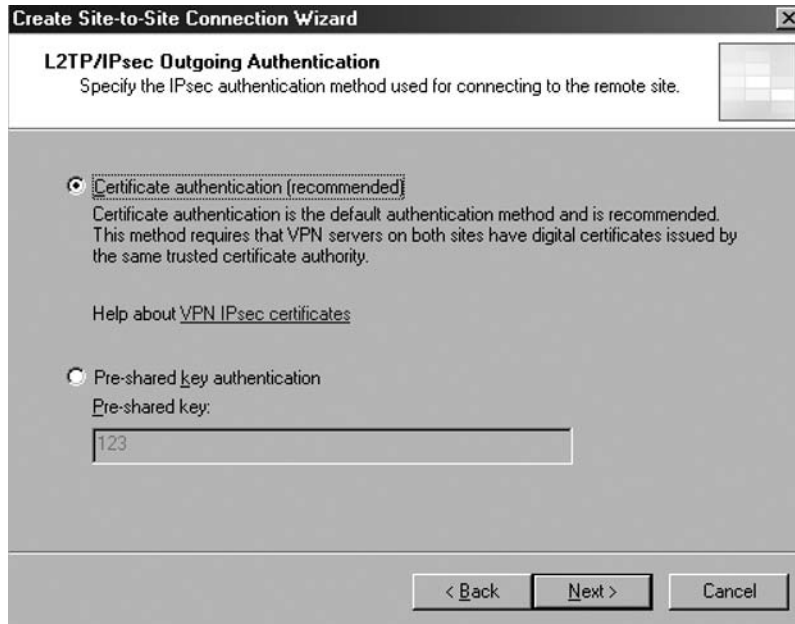 Create Site-to-Site Connection Wizard
L2TP/IPsec Outgoing Authentication
Specify the IPsec authentication method used for connecting to the remote site.
Certificate authentication (recommended)
Certificate authentication is the default authentication method and is recommended.
This method requires that VPN servers on both sites have digital certificates issued by
the same trusted certificate authority.
Help about VPN IPsec certificates
Pre-shared key authentication
Pre-shared key:
123
< Back Next > Cancel